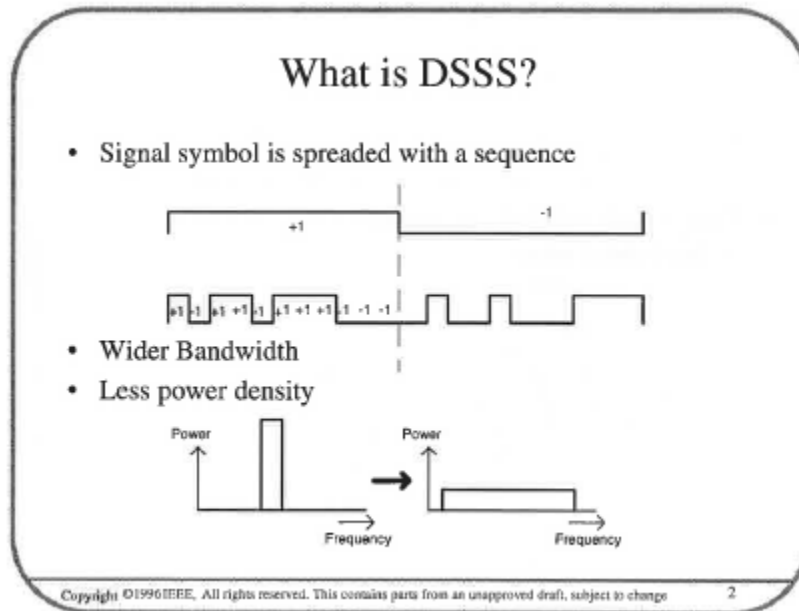 What is DSSS?
• Signal symbol is spreaded with a sequence
+1 -1
+1 -1 +1 +1 -1 +1 +1 +1 -1 -1 -1
• Wider Bandwidth
• Less power density
Power Power
Frequency Frequency
Copyright ©1996 IEEE, All rights reserved. This contains parts from an unapproved draft, subject to change 2